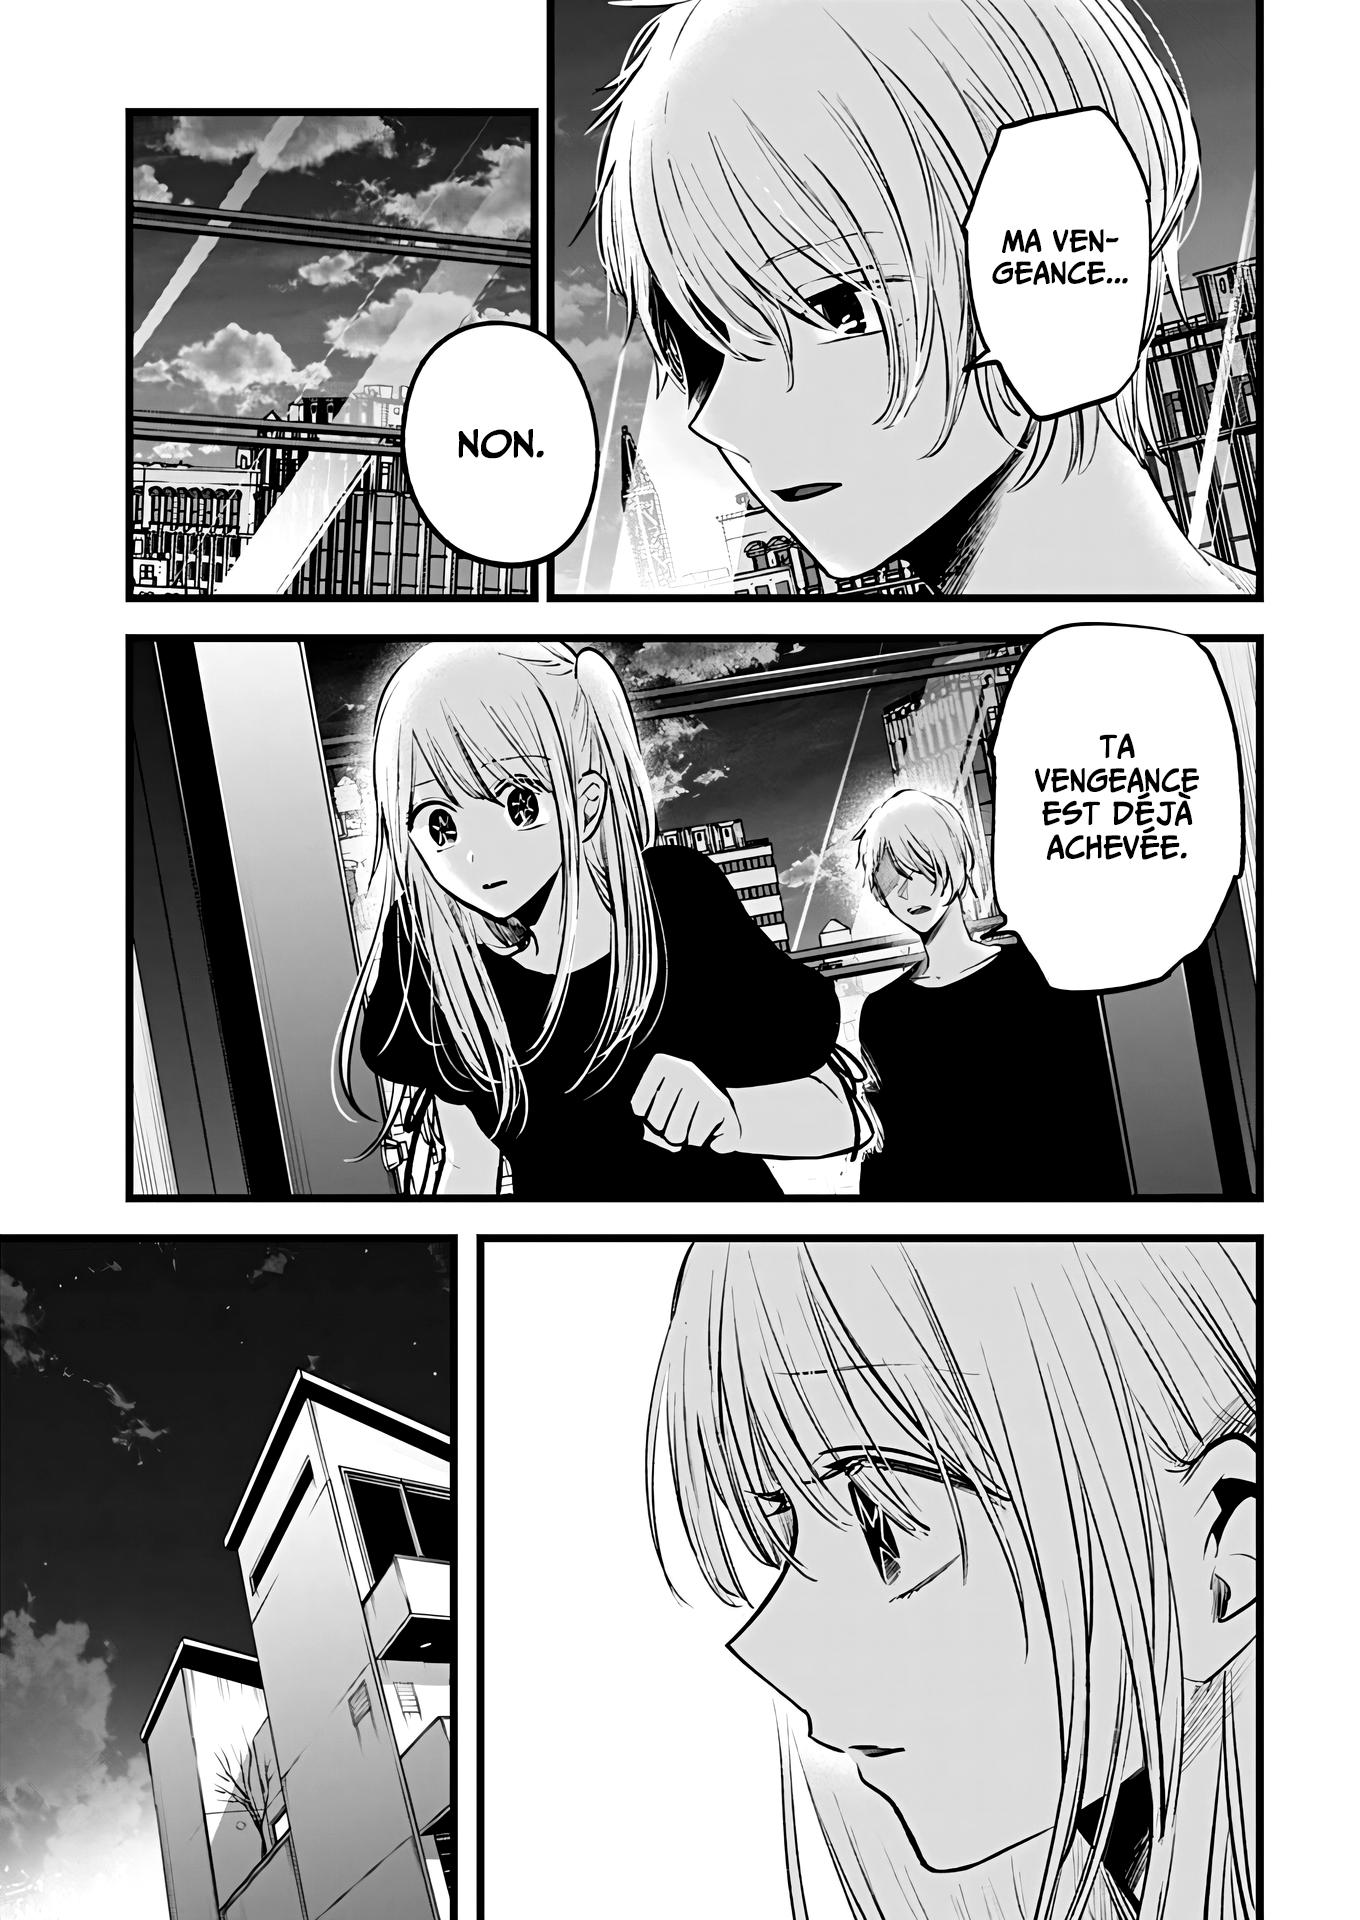 MA VEN-
GEANCE...
NON.
TA
VENGEANCE
EST DÉJÀ
ACHEVÉE.